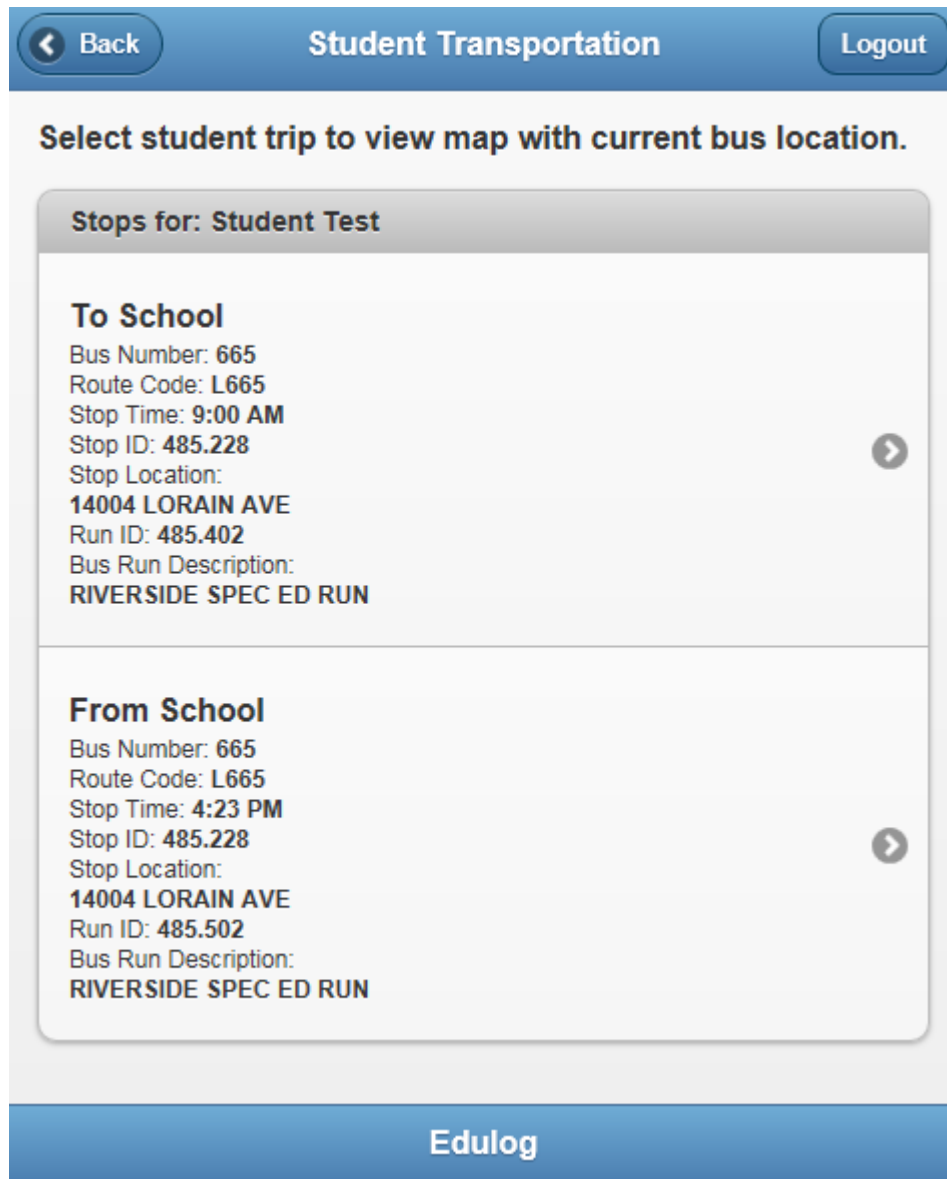 Back
Student Transportation
Logout
Select student trip to view map with current bus location.
Stops for: Student Test
To School
Bus Number: 665
Route Code: L665
Stop Time: 9:00 AM
Stop ID: 485.228
Stop Location:
14004 LORAIN AVE
Run ID: 485.402
Bus Run Description:
RIVERSIDE SPEC ED RUN
From School
Bus Number: 665
Route Code: L665
Stop Time: 4:23 PM
Stop ID: 485.228
Stop Location:
14004 LORAIN AVE
Run ID: 485.502
Bus Run Description:
RIVERSIDE SPEC ED RUN
Edulog